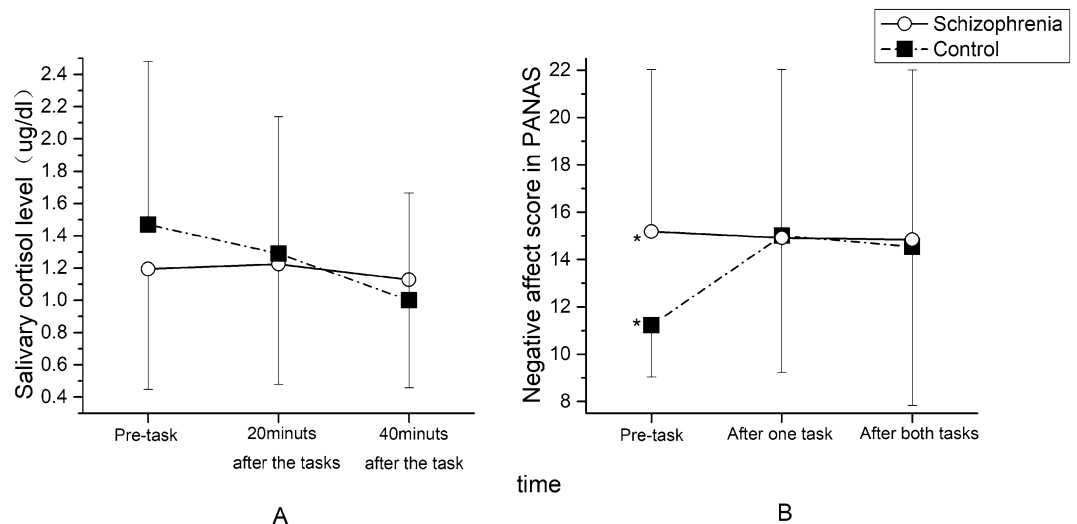 Schizophrenia
Control
Salivary cortisol level（ug/dl）
2.4
2.2
2.0
1.8
1.6
1.4
1.2
1.0
0.8
0.6
0.4
Pre-task
20minuts
after the tasks
40minuts
after the task
A
Negative affect score in PANAS
22
20
18
16
14
12
10
8
*
*
Pre-task
After one task
After both tasks
B
time